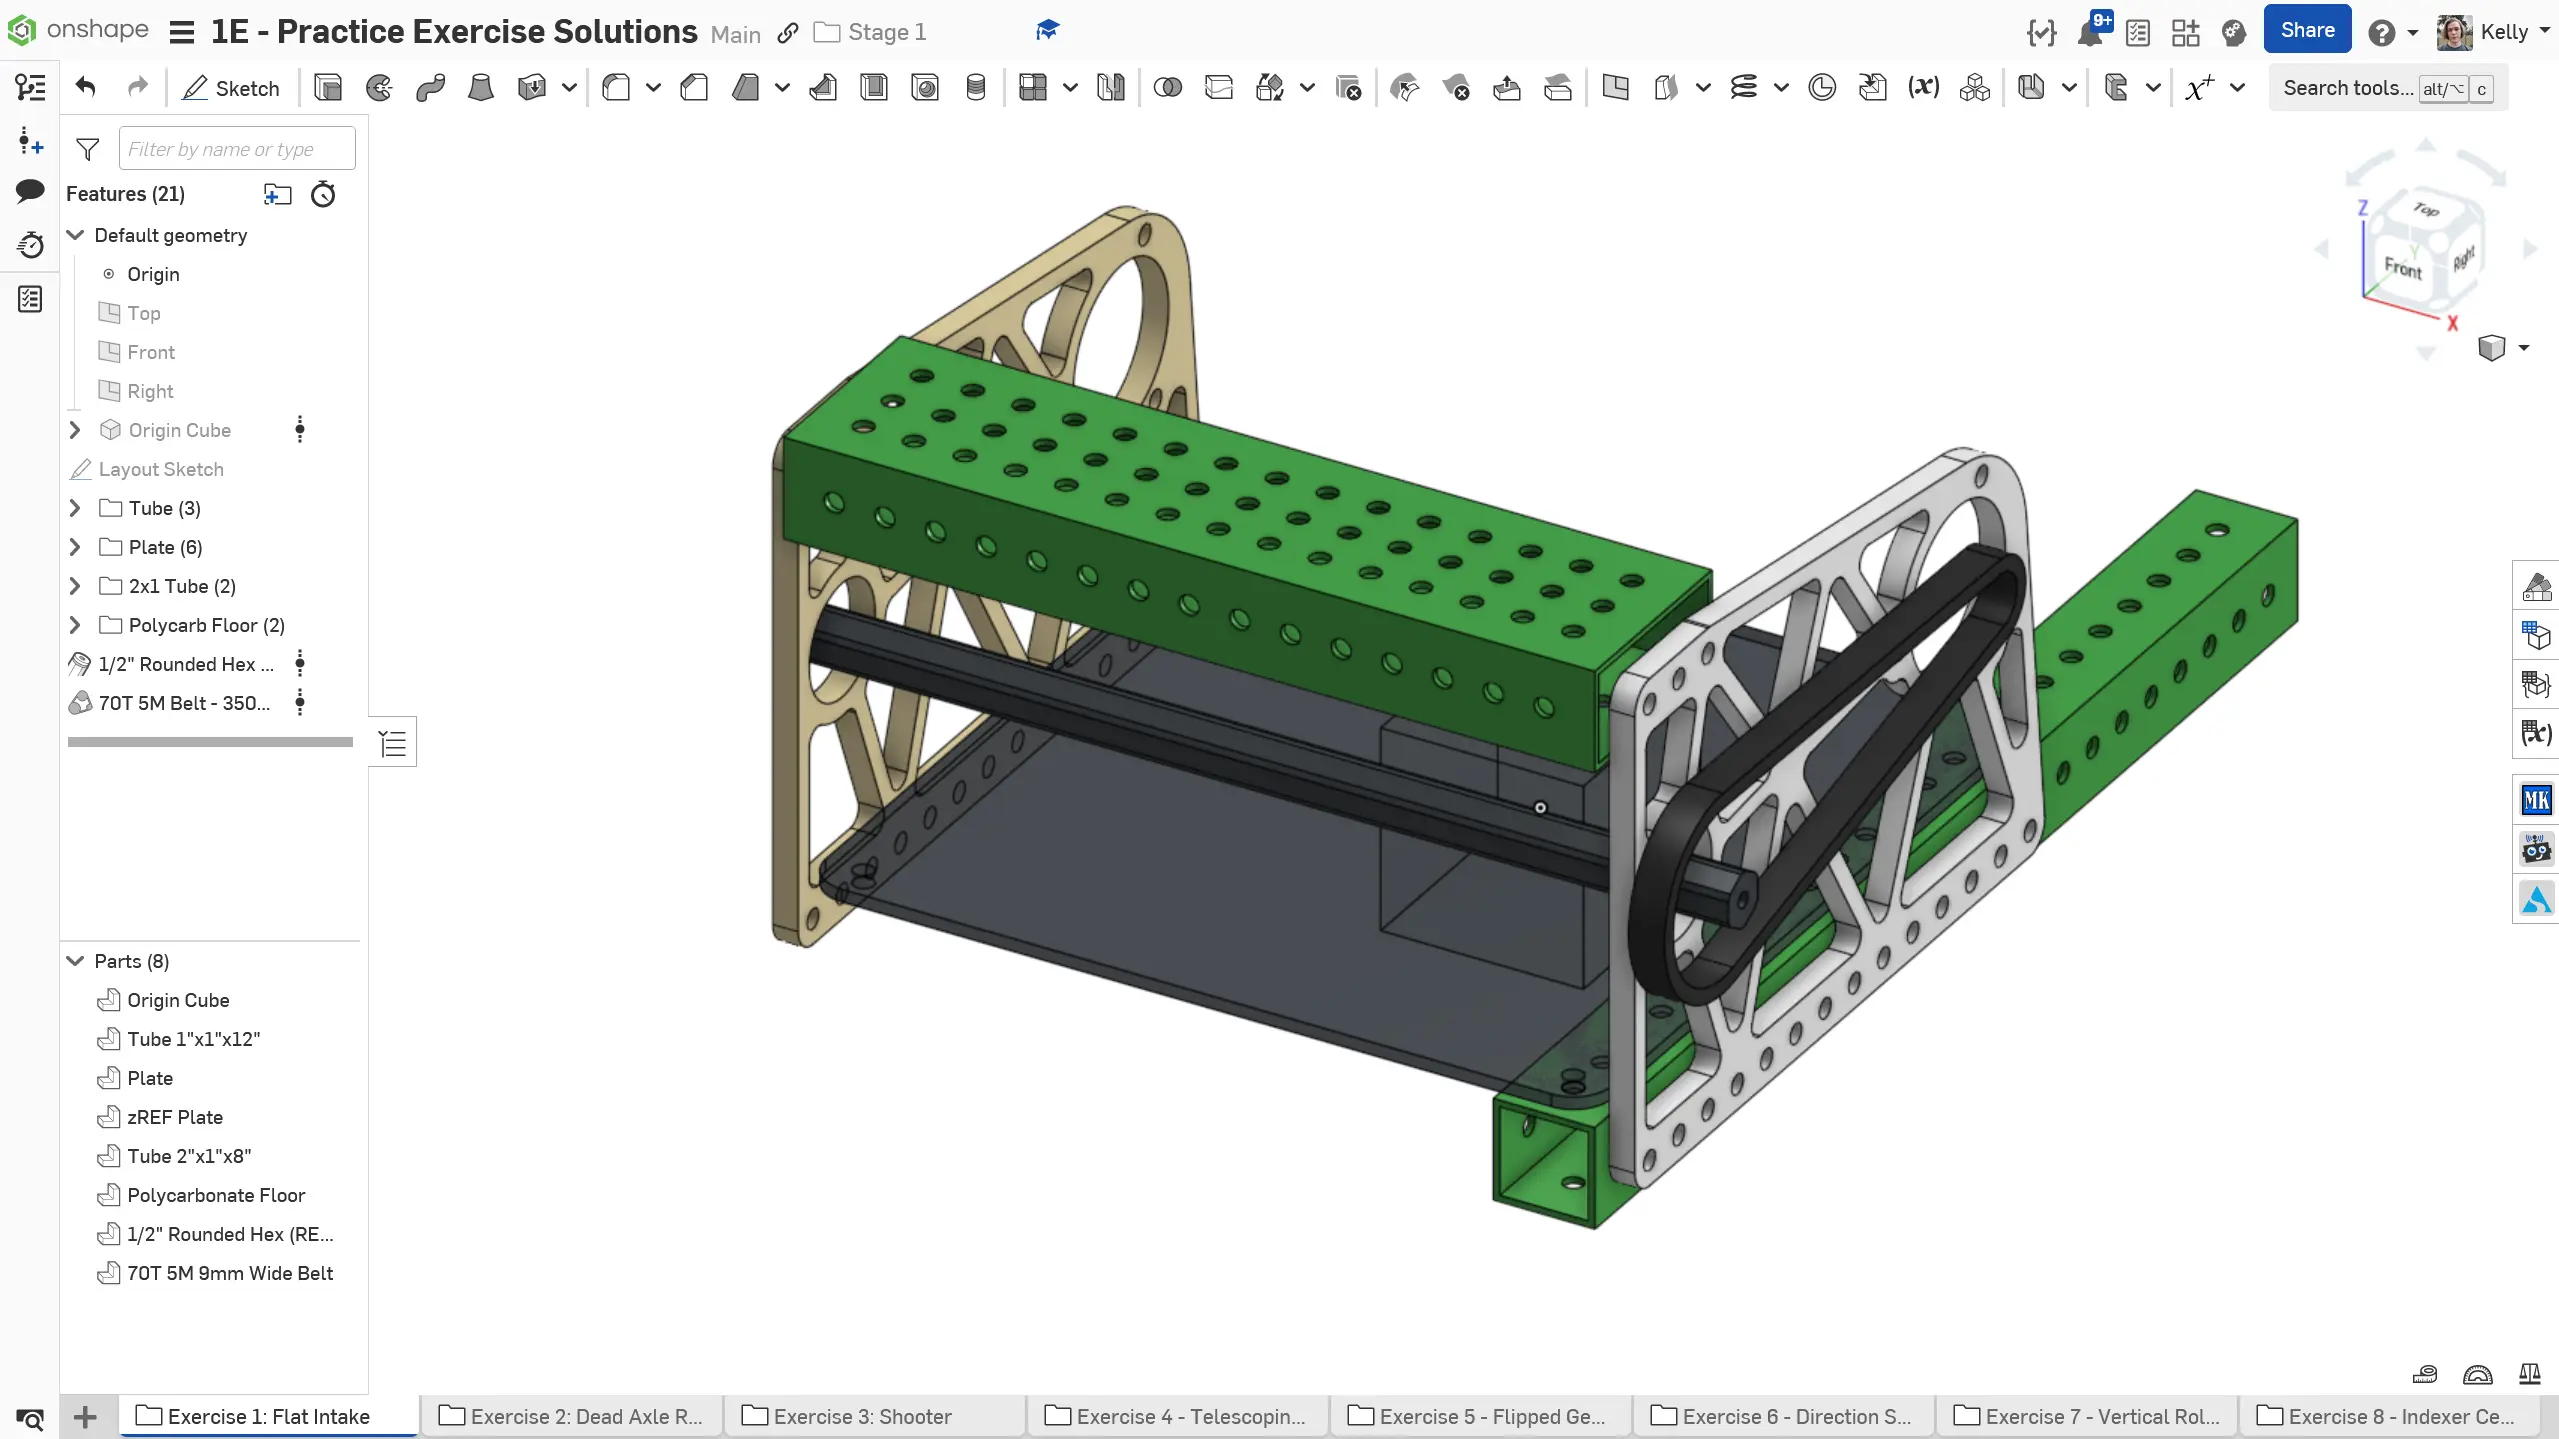 onshape
1E - Practice Exercise Solutions Main Stage 1
9+
Share
Kelly
Sketch
Search tools... alt/⌥ c
Filter by name or type
Features (21)
Default geometry
Origin
Top
Front
Right
Origin Cube
Layout Sketch
Tube (3)
Plate (6)
2x1 Tube (2)
Polycarb Floor (2)
1/2" Rounded Hex ...
70T 5M Belt - 350...
Parts (8)
Origin Cube
Tube 1"x1"x12"
Plate
zREF Plate
Tube 2"x1"x8"
Polycarbonate Floor
1/2" Rounded Hex (RE...
70T 5M 9mm Wide Belt
Z
Top
Y
Front
Right
X
(x)
x+
(x)
MK
Exercise 1: Flat Intake
Exercise 2: Dead Axle R...
Exercise 3: Shooter
Exercise 4 - Telescopin...
Exercise 5 - Flipped Ge...
Exercise 6 - Direction S...
Exercise 7 - Vertical Rol...
Exercise 8 - Indexer Ce...